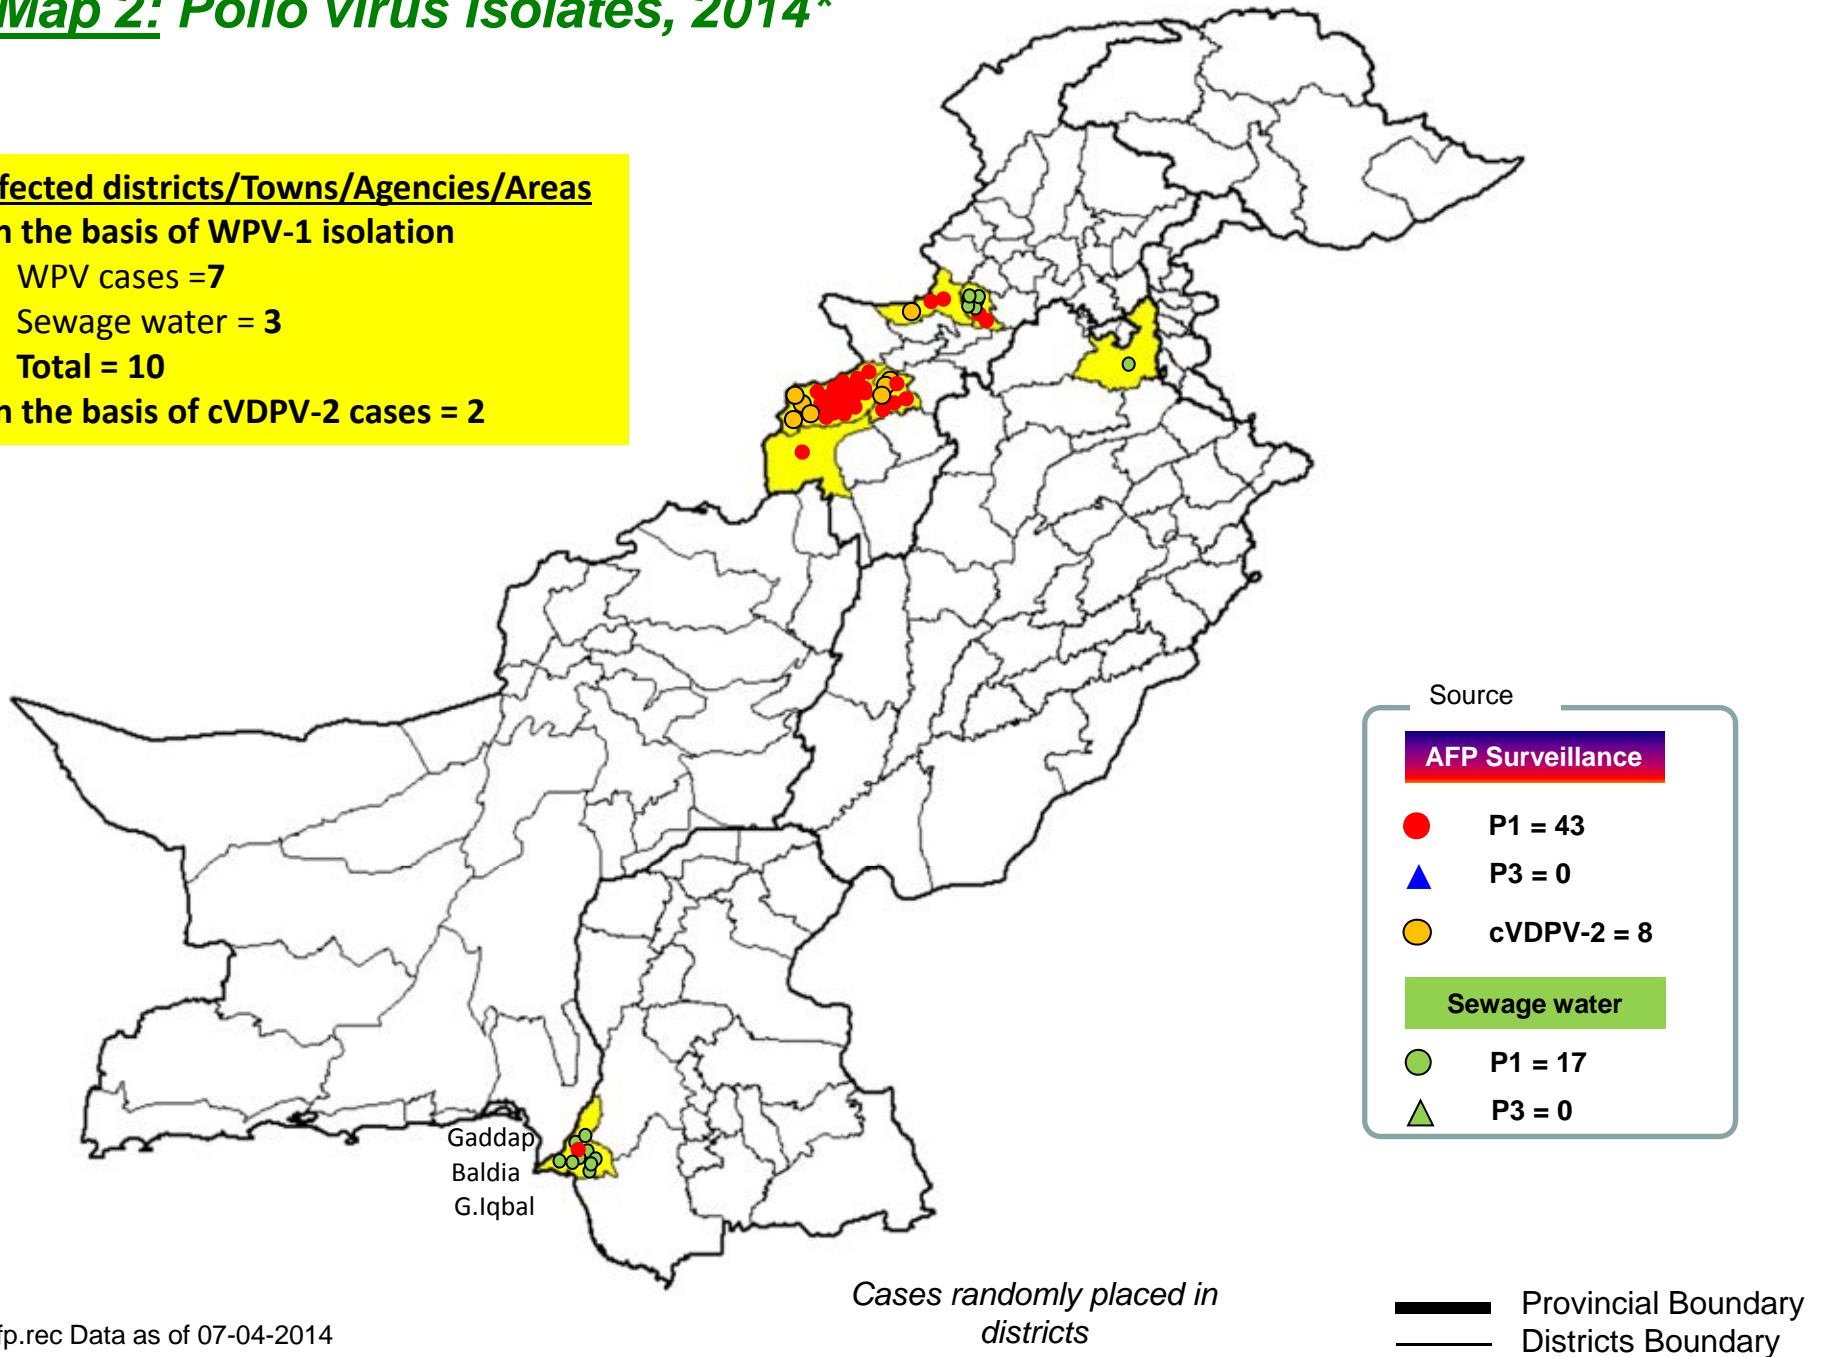 Map 2: Polio virus isolates, 2014*
fected districts/Towns/Agencies/Areas
n the basis of WPV-1 isolation
WPV cases =7
Sewage water = 3
Total = 10
n the basis of cVDPV-2 cases = 2
Source
AFP Surveillance
P1 = 43
P3 = 0
cVDPV-2 = 8
Sewage water
P1 = 17
P3 = 0
Gaddap
Baldia
G.Iqbal
Cases randomly placed in
districts
Provincial Boundary
Districts Boundary
fp.rec Data as of 07-04-2014